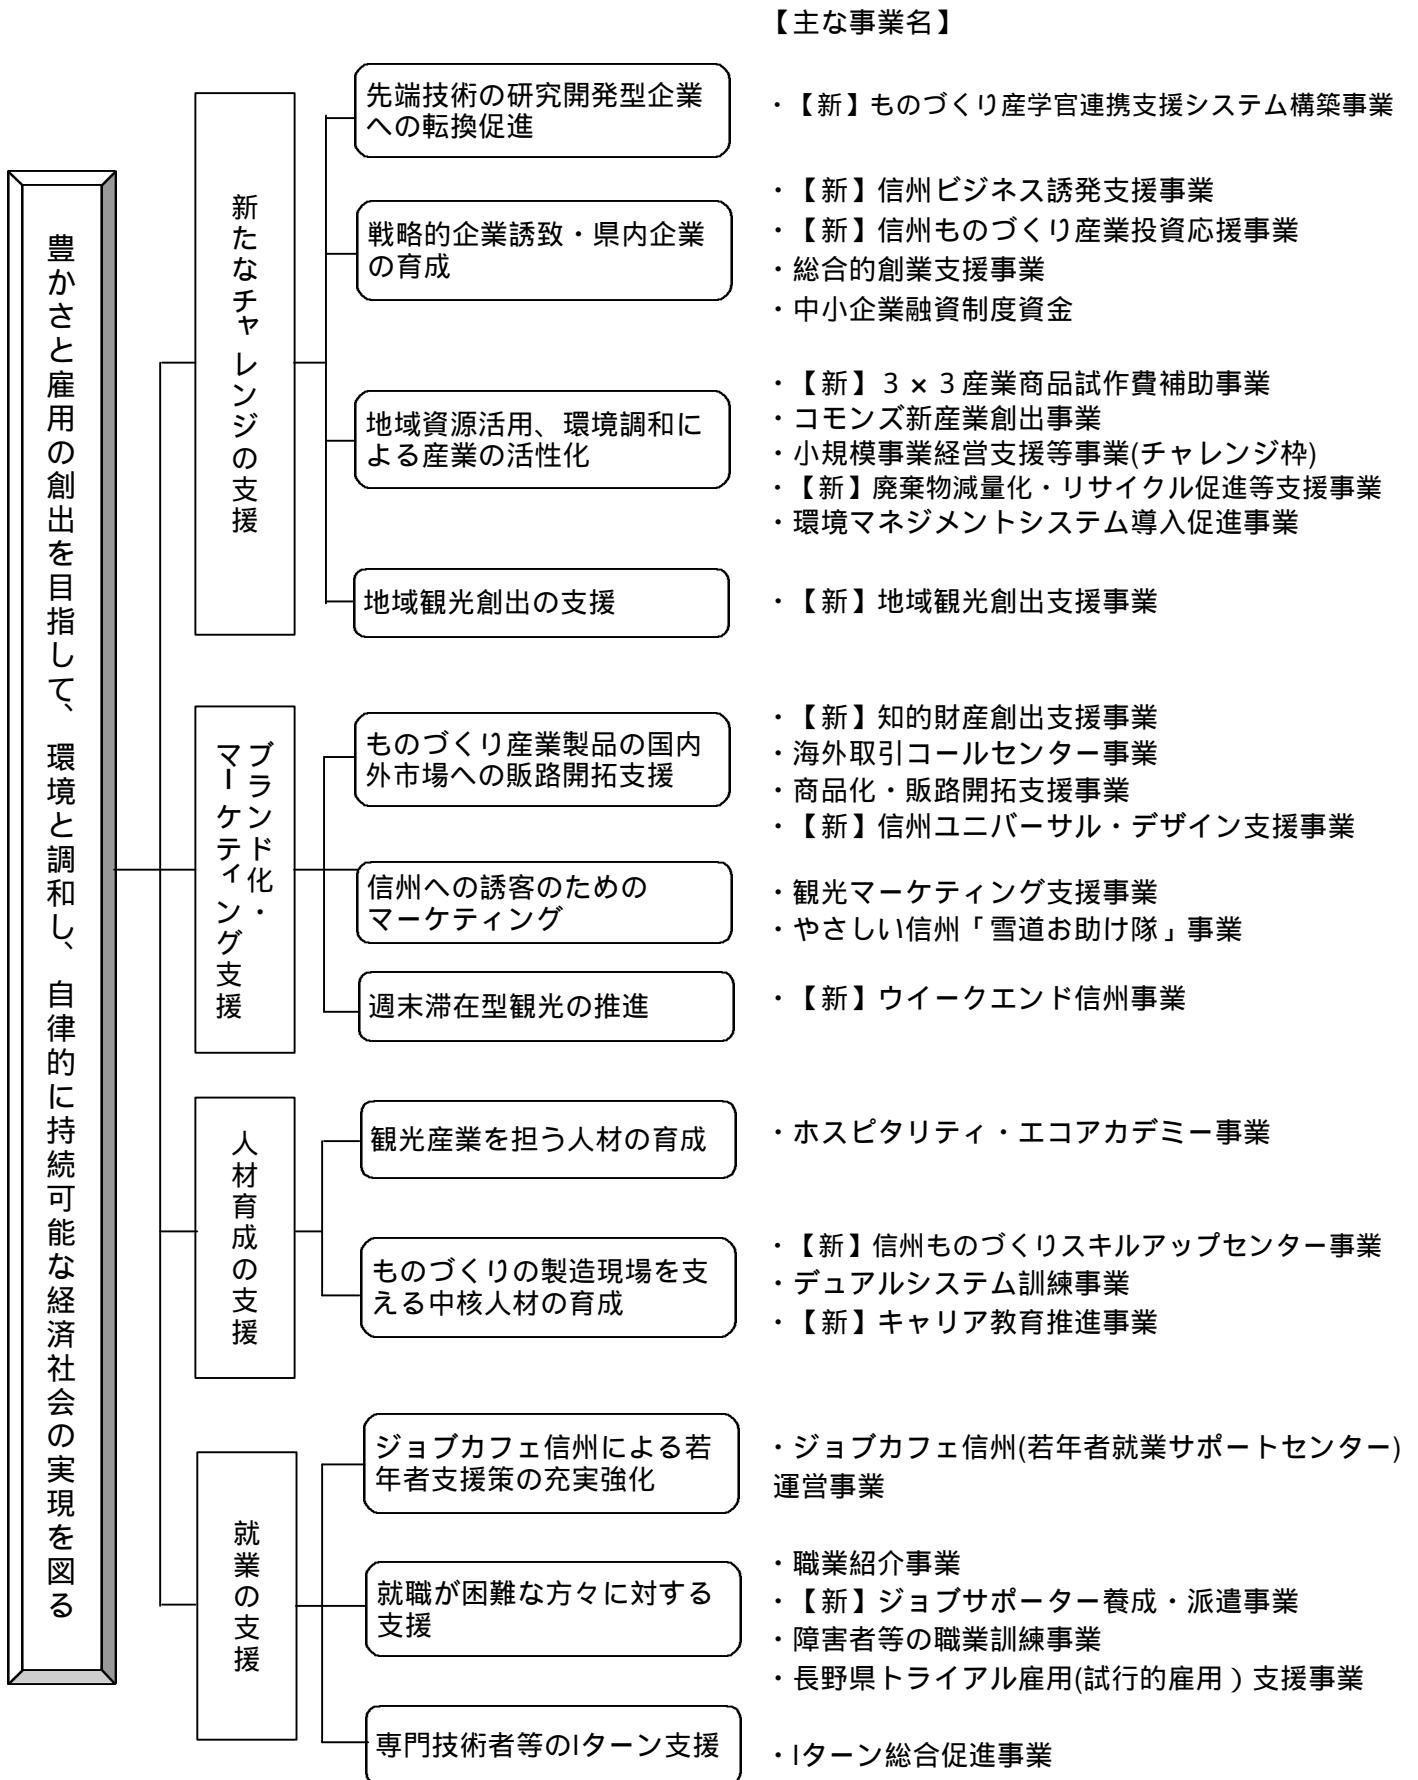 【主な事業名】
豊かさと雇用の創出を目指して、環境と調和し、自律的に持続可能な経済社会の実現を図る
新たなチャレンジの支援
先端技術の研究開発型企業
への転換促進
・【新】ものづくり産学官連携支援システム構築事業
戦略的企業誘致・県内企業
の育成
・【新】信州ビジネス誘発支援事業
・【新】信州ものづくり産業投資応援事業
・総合的創業支援事業
・中小企業融資制度資金
地域資源活用、環境調和に
よる産業の活性化
・【新】３×３産業商品試作費補助事業
・コモンズ新産業創出事業
・小規模事業経営支援等事業(チャレンジ枠)
・【新】廃棄物減量化・リサイクル促進等支援事業
・環境マネジメントシステム導入促進事業
地域観光創出の支援
・【新】地域観光創出支援事業
ブランド化・
マーケティング支援
ものづくり産業製品の国内
外市場への販路開拓支援
・【新】知的財産創出支援事業
・海外取引コールセンター事業
・商品化・販路開拓支援事業
・【新】信州ユニバーサル・デザイン支援事業
信州への誘客のための
マーケティング
・観光マーケティング支援事業
・やさしい信州「雪道お助け隊」事業
週末滞在型観光の推進
・【新】ウイークエンド信州事業
人材育成の支援
観光産業を担う人材の育成
・ホスピタリティ・エコアカデミー事業
ものづくりの製造現場を支
える中核人材の育成
・【新】信州ものづくりスキルアップセンター事業
・デュアルシステム訓練事業
・【新】キャリア教育推進事業
就業の支援
ジョブカフェ信州による若
年者支援策の充実強化
・ジョブカフェ信州(若年者就業サポートセンター)
運営事業
就職が困難な方々に対する
支援
・職業紹介事業
・【新】ジョブサポーター養成・派遣事業
・障害者等の職業訓練事業
・長野県トライアル雇用(試行的雇用）支援事業
専門技術者等のIターン支援
・Iターン総合促進事業